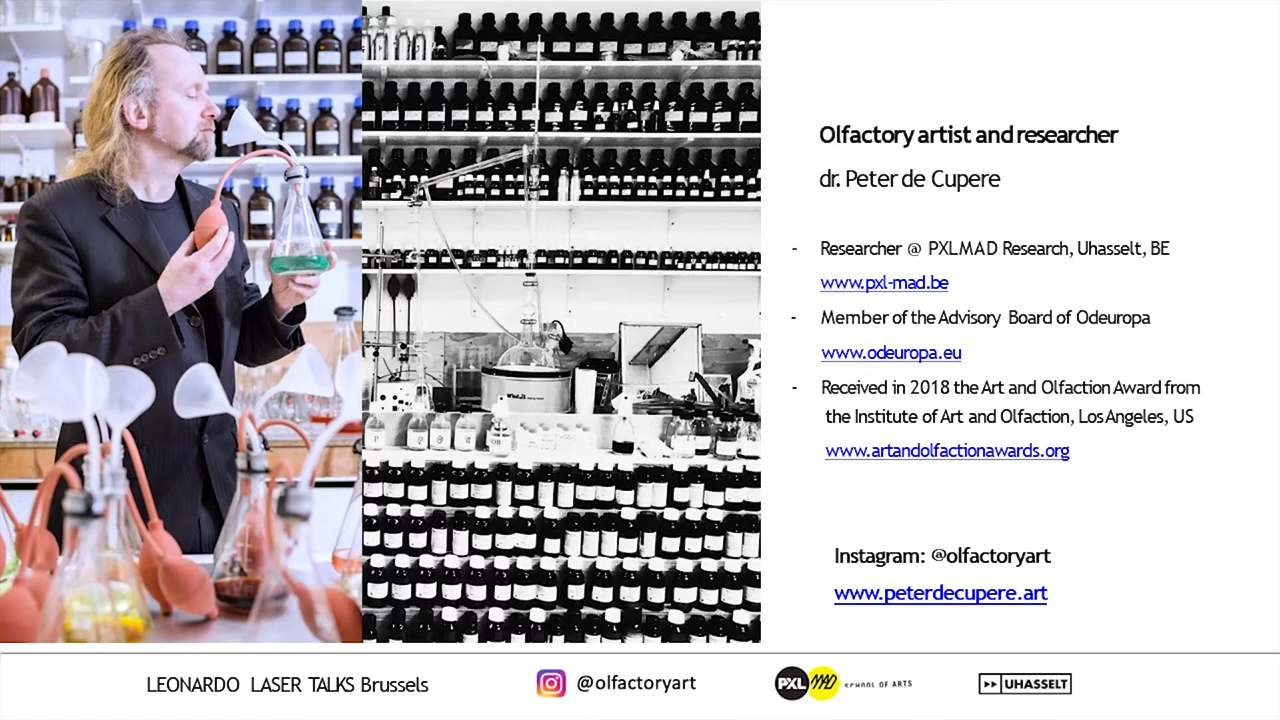 Olfactory artist and researcher
dr. Peter de Cupere
- Researcher @ PXLMAD Research, Uhasselt, BE
www.pxl-mad.be
- Member of the Advisory Board of Odeuropa
www.odeuropa.eu
- Received in 2018 the Art and Olfaction Award from
the Institute of Art and Olfaction, Los Angeles, US
www.artandolfactionawards.org
Instagram: @olfactoryart
www.peterdecupere.art
LEONARDO LASER TALKS Brussels
@olfactoryart
PXL MAD SCHOOL OF ARTS
UHASSELT